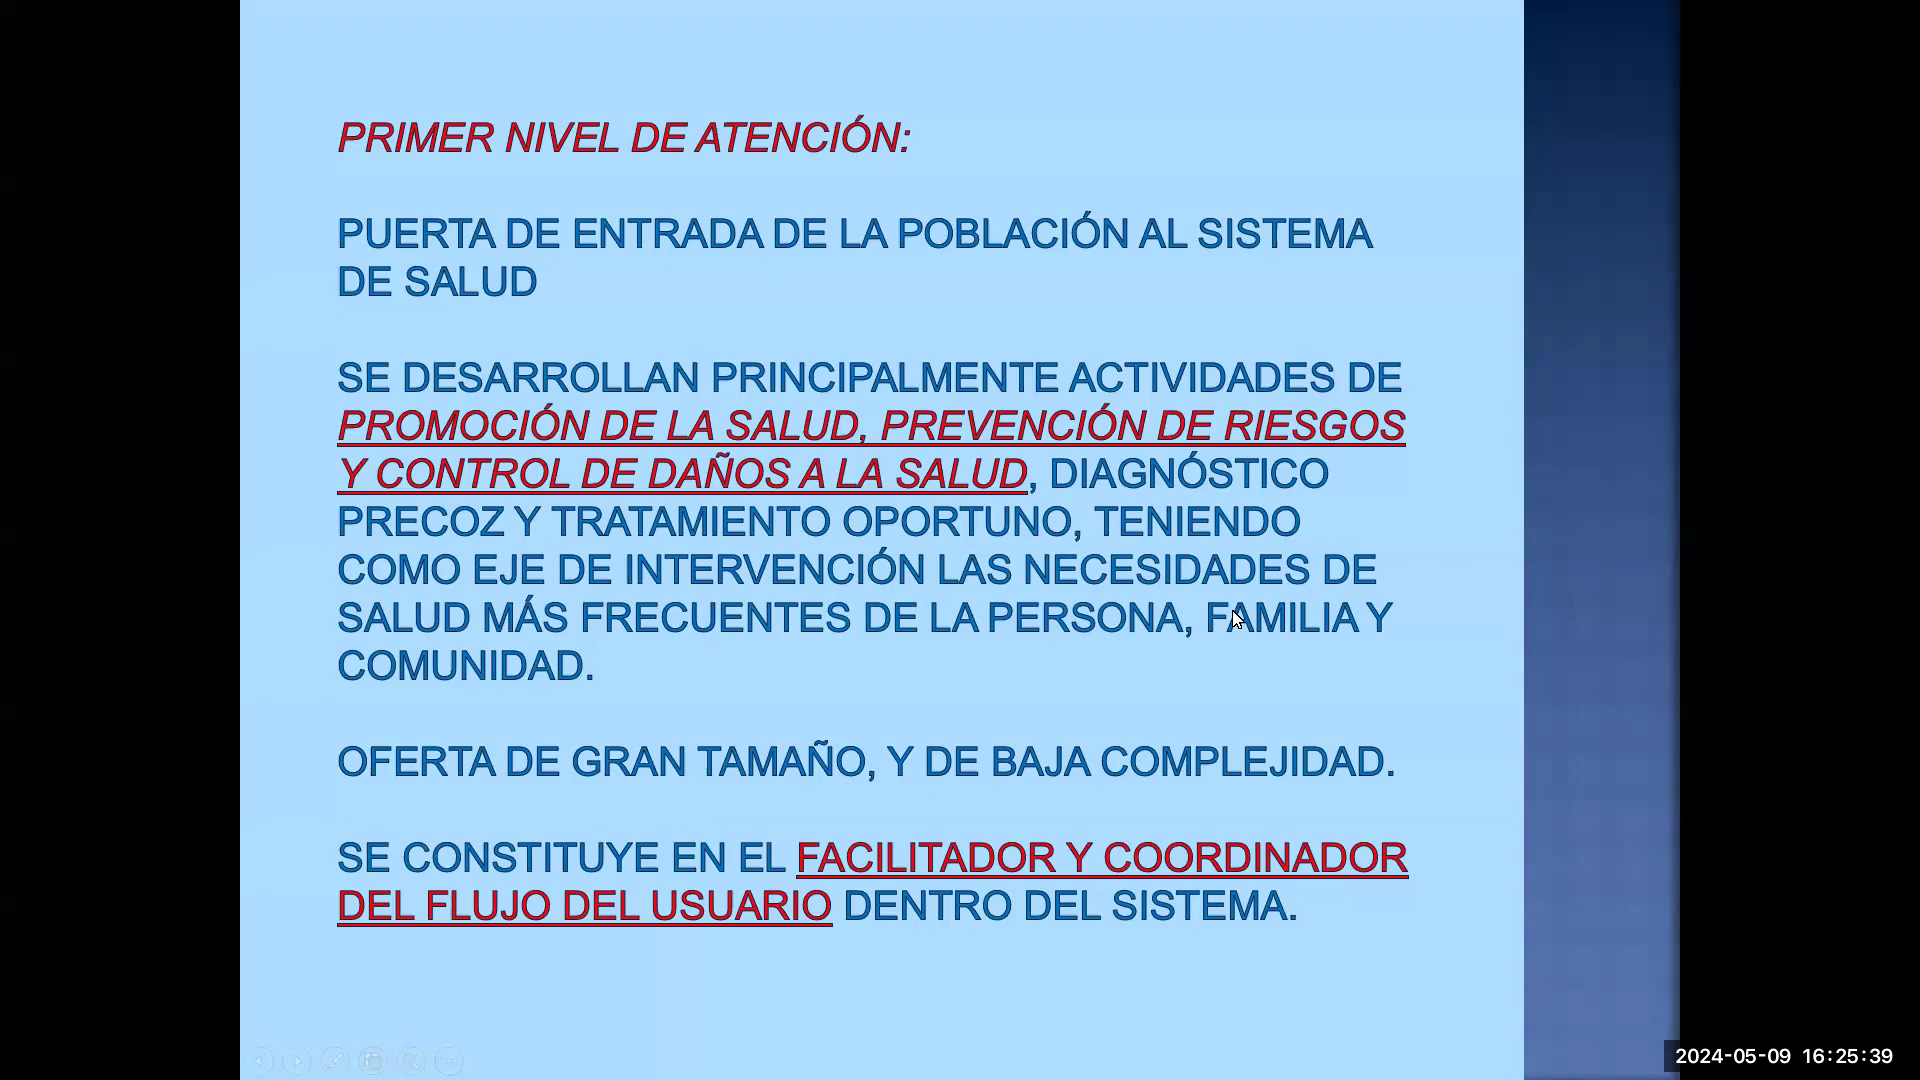 PRIMER NIVEL DE ATENCIÓN:
PUERTA DE ENTRADA DE LA POBLACIÓN AL SISTEMA
DE SALUD
SE DESARROLLAN PRINCIPALMENTE ACTIVIDADES DE
PROMOCIÓN DE LA SALUD, PREVENCIÓN DE RIESGOS
Y CONTROL DE DAÑOS A LA SALUD, DIAGNÓSTICO
PRECOZ Y TRATAMIENTO OPORTUNO, TENIENDO
COMO EJE DE INTERVENCIÓN LAS NECESIDADES DE
SALUD MÁS FRECUENTES DE LA PERSONA, FAMILIA Y
COMUNIDAD.
OFERTA DE GRAN TAMAÑO, Y DE BAJA COMPLEJIDAD.
SE CONSTITUYE EN EL FACILITADOR Y COORDINADOR
DEL FLUJO DEL USUARIO DENTRO DEL SISTEMA.
2024-05-09 16:25:39